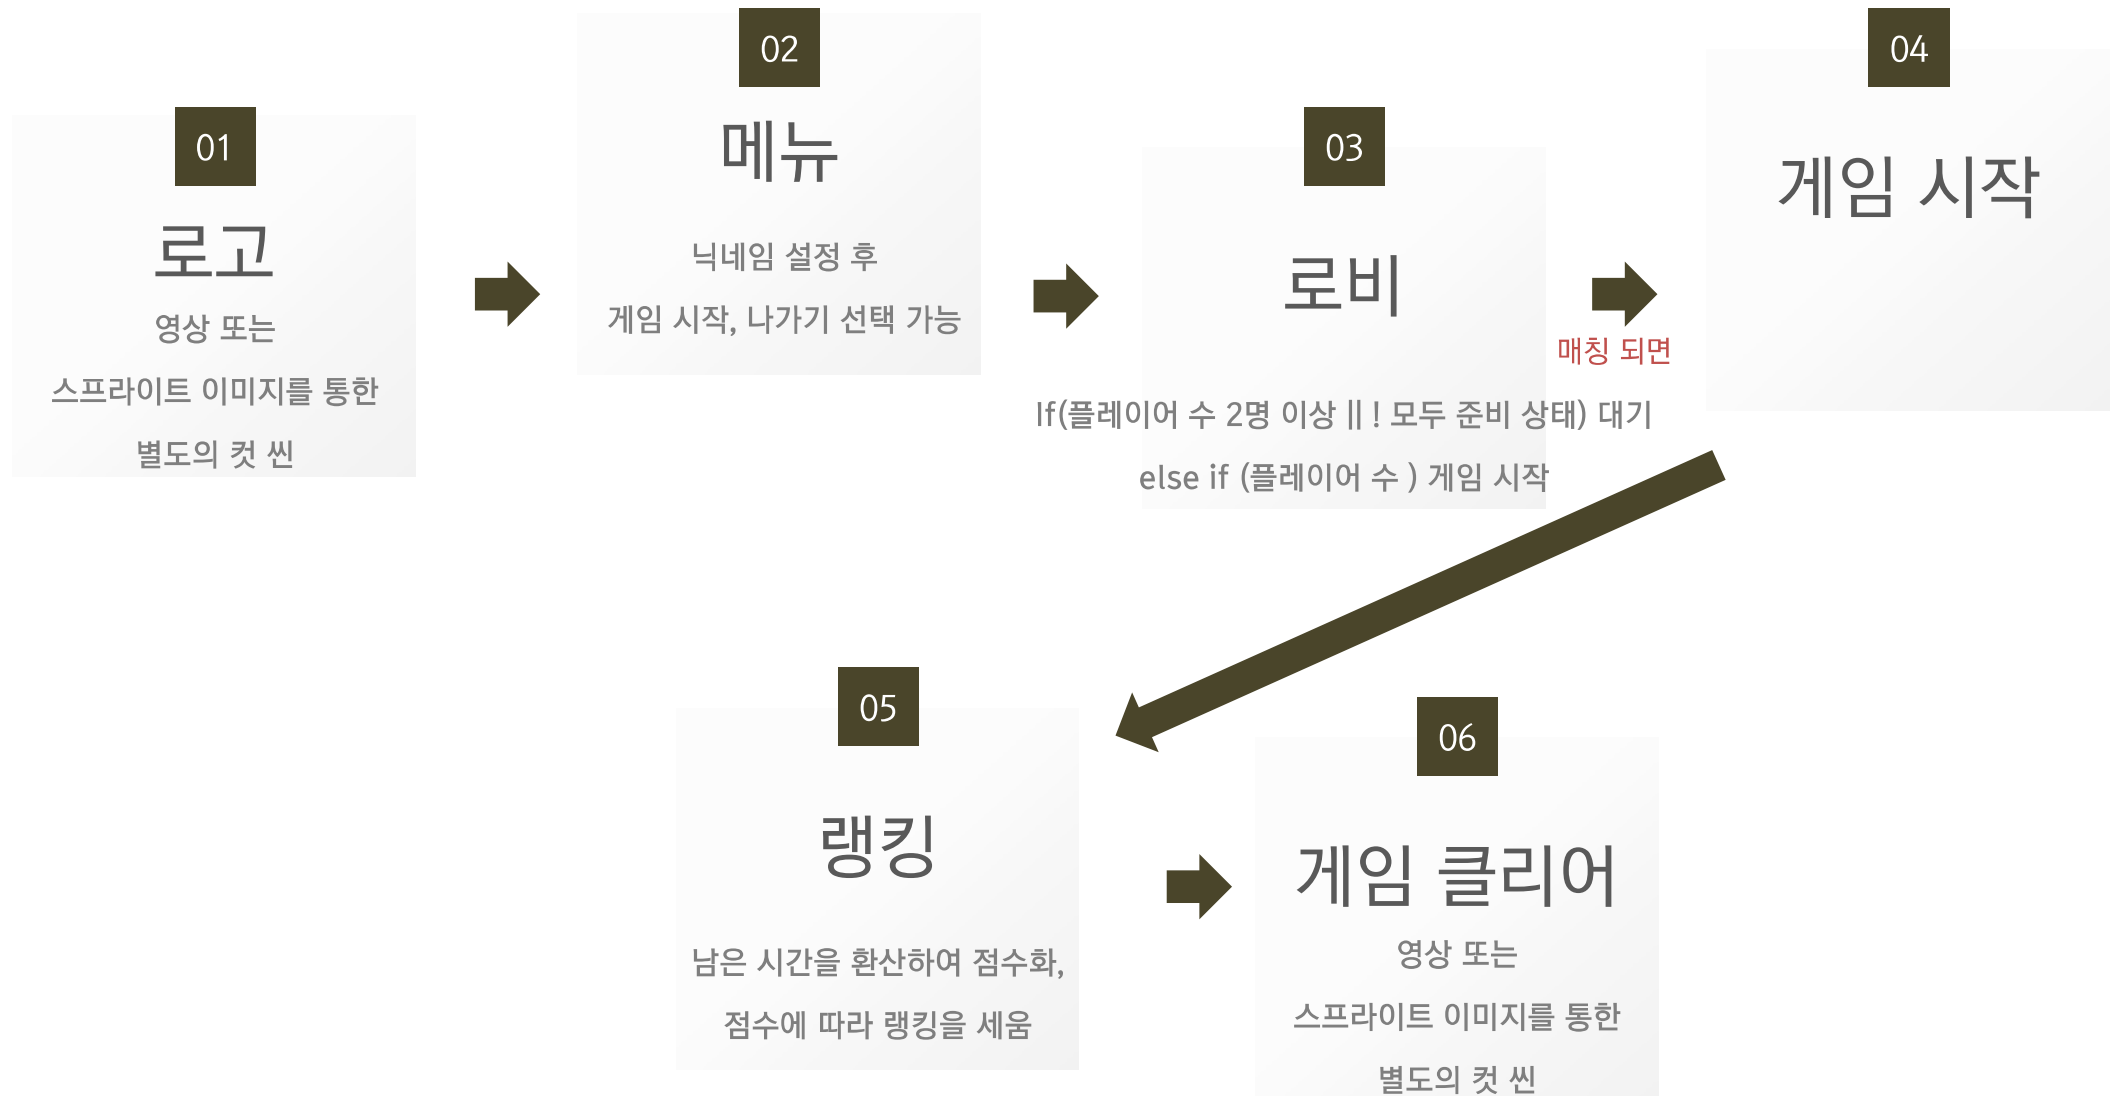 01
로고
영상 또는
스프라이트 이미지를 통한
별도의 컷 씬
02
메뉴
닉네임 설정 후
게임 시작, 나가기 선택 가능
03
로비
If(플레이어 수 2명 이상 || ! 모두 준비 상태) 대기
else if (플레이어 수 ) 게임 시작
매칭 되면
04
게임 시작
05
랭킹
남은 시간을 환산하여 점수화,
점수에 따라 랭킹을 세움
06
게임 클리어
영상 또는
스프라이트 이미지를 통한
별도의 컷 씬